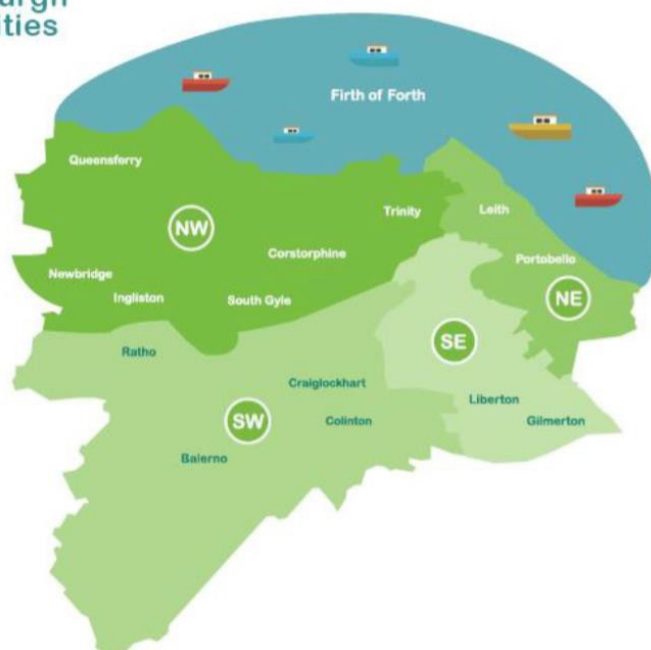 ities
Firth of Forth
Queensferry
Trinity
Leith
NW
Corstorphine
Portobello
Newbridge
Ingliston
South Gyle
NE
SE
Ratho
Craiglockhart
Liberton
SW
Colinton
Gilmerton
Balerno